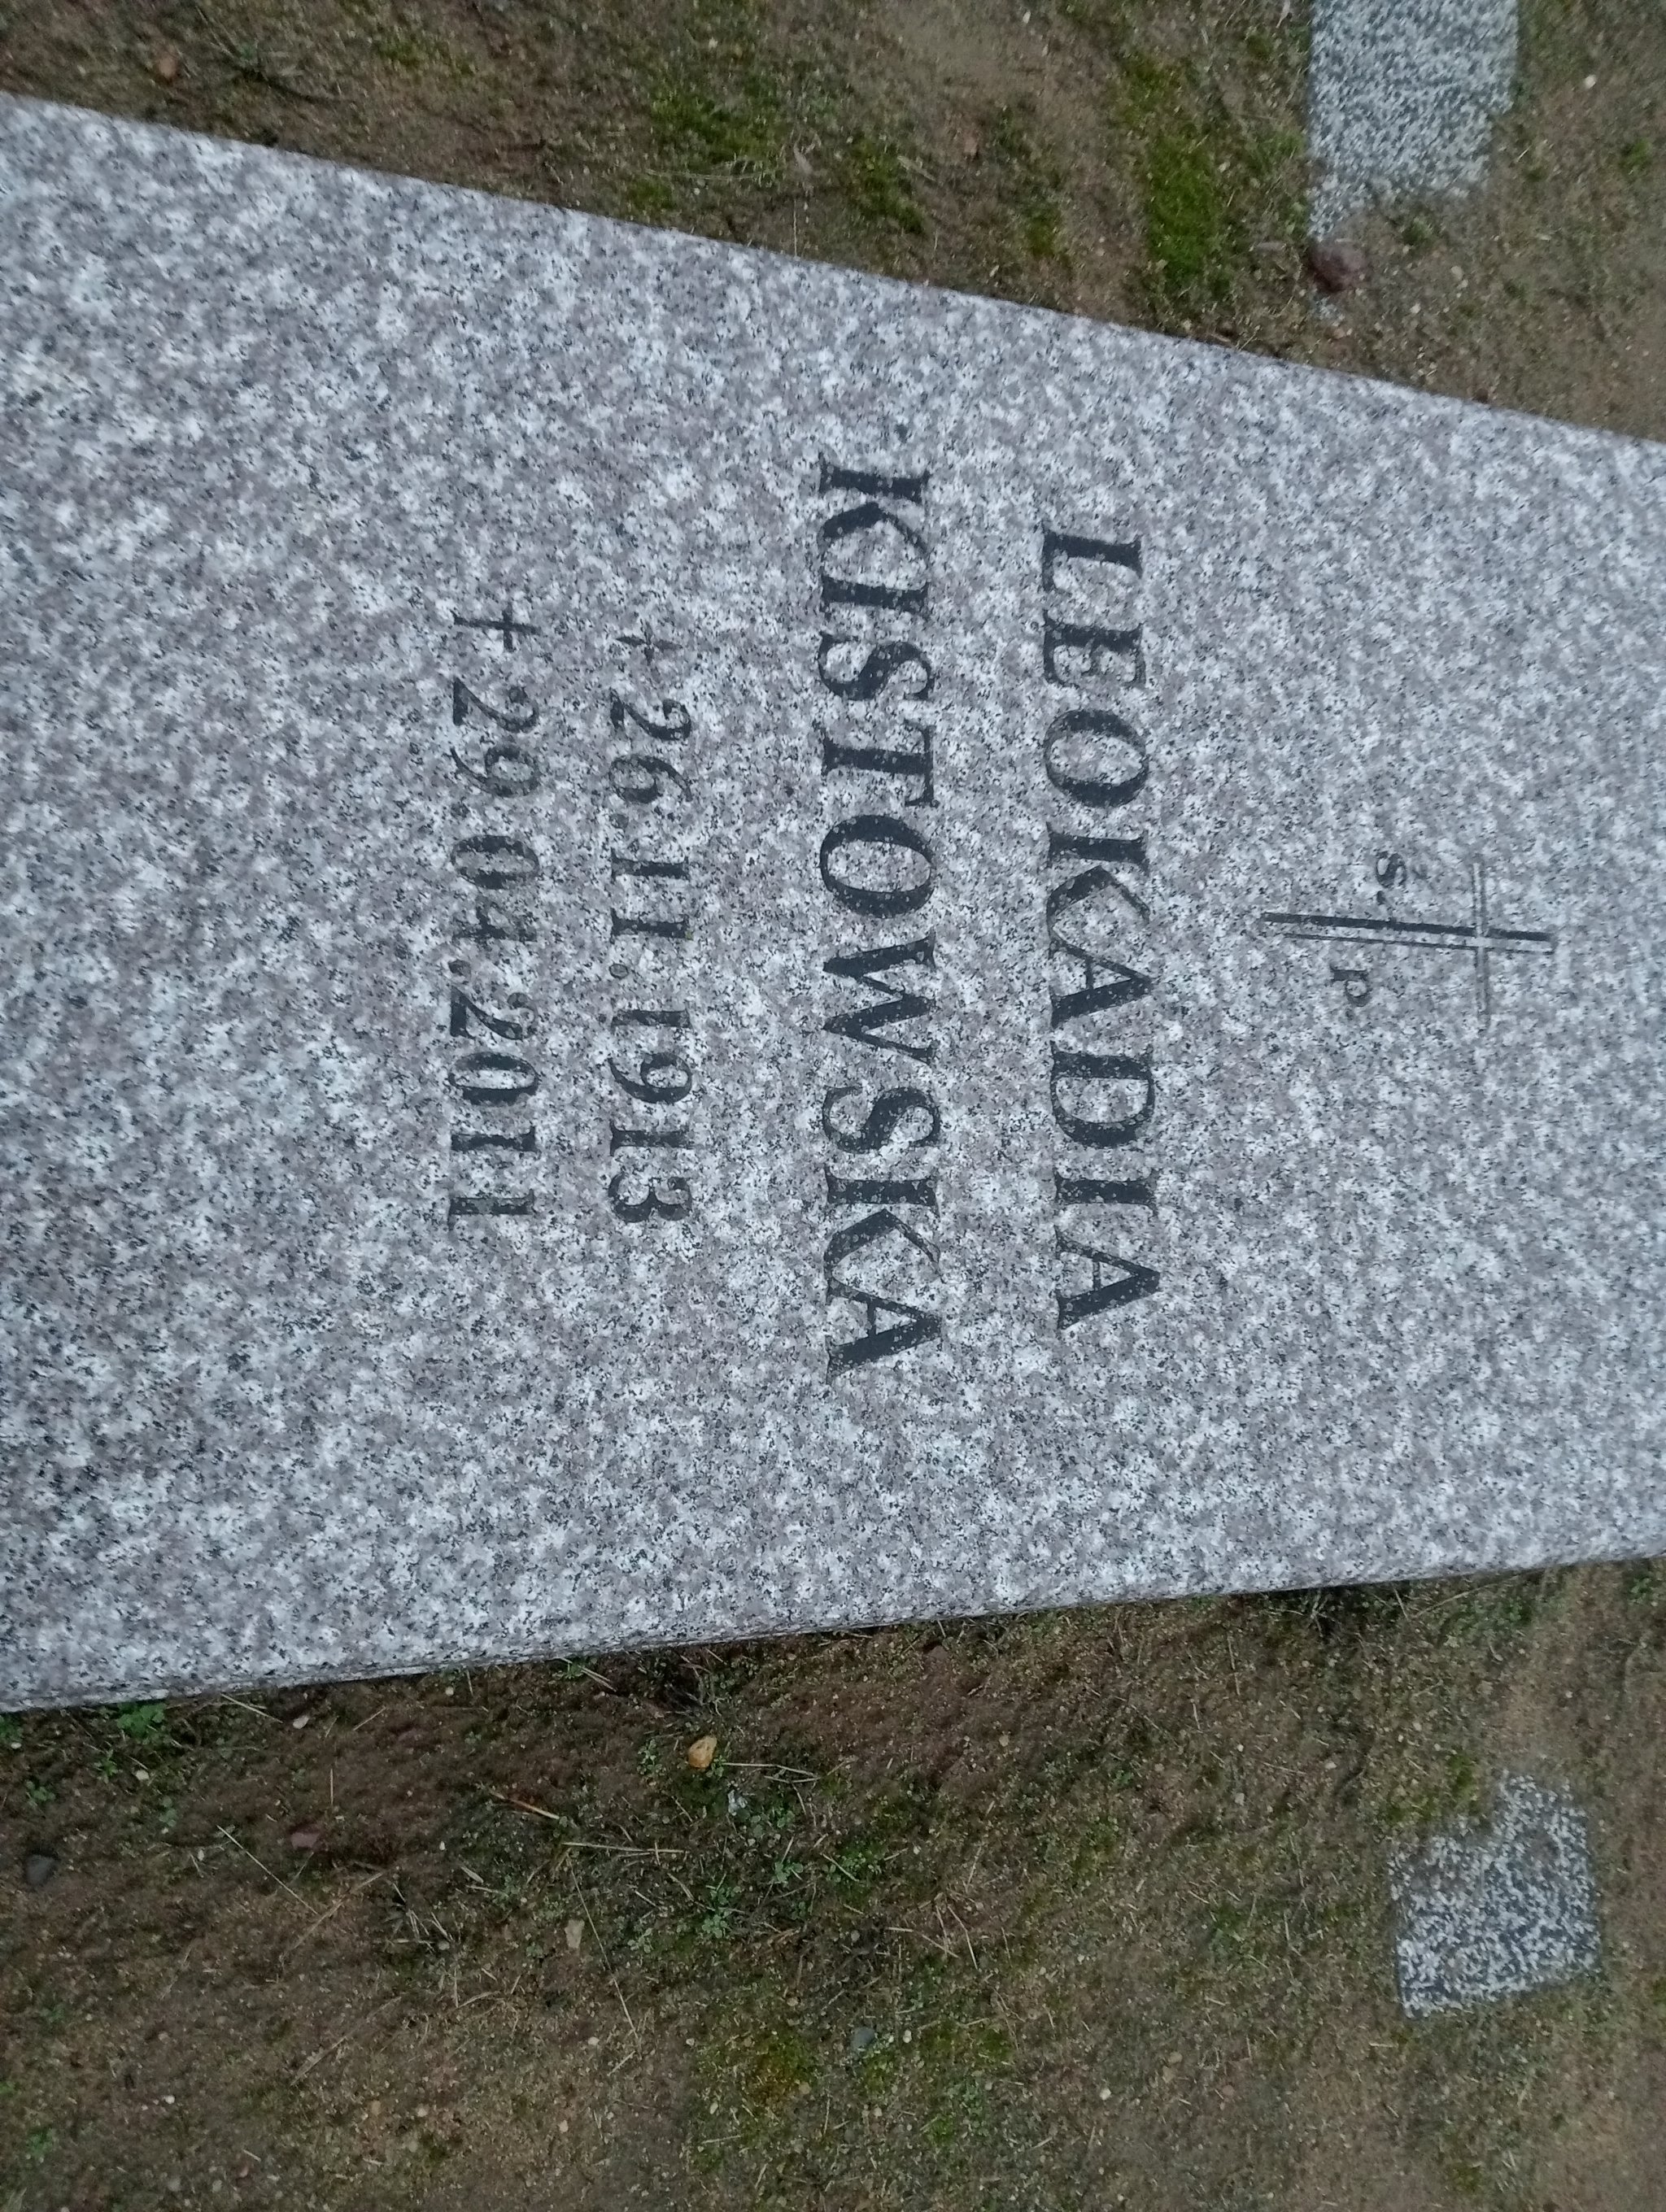 ś. p.
LEOKADIA
KISTOWSKA
* 26.11.1913
+ 29.04.2011